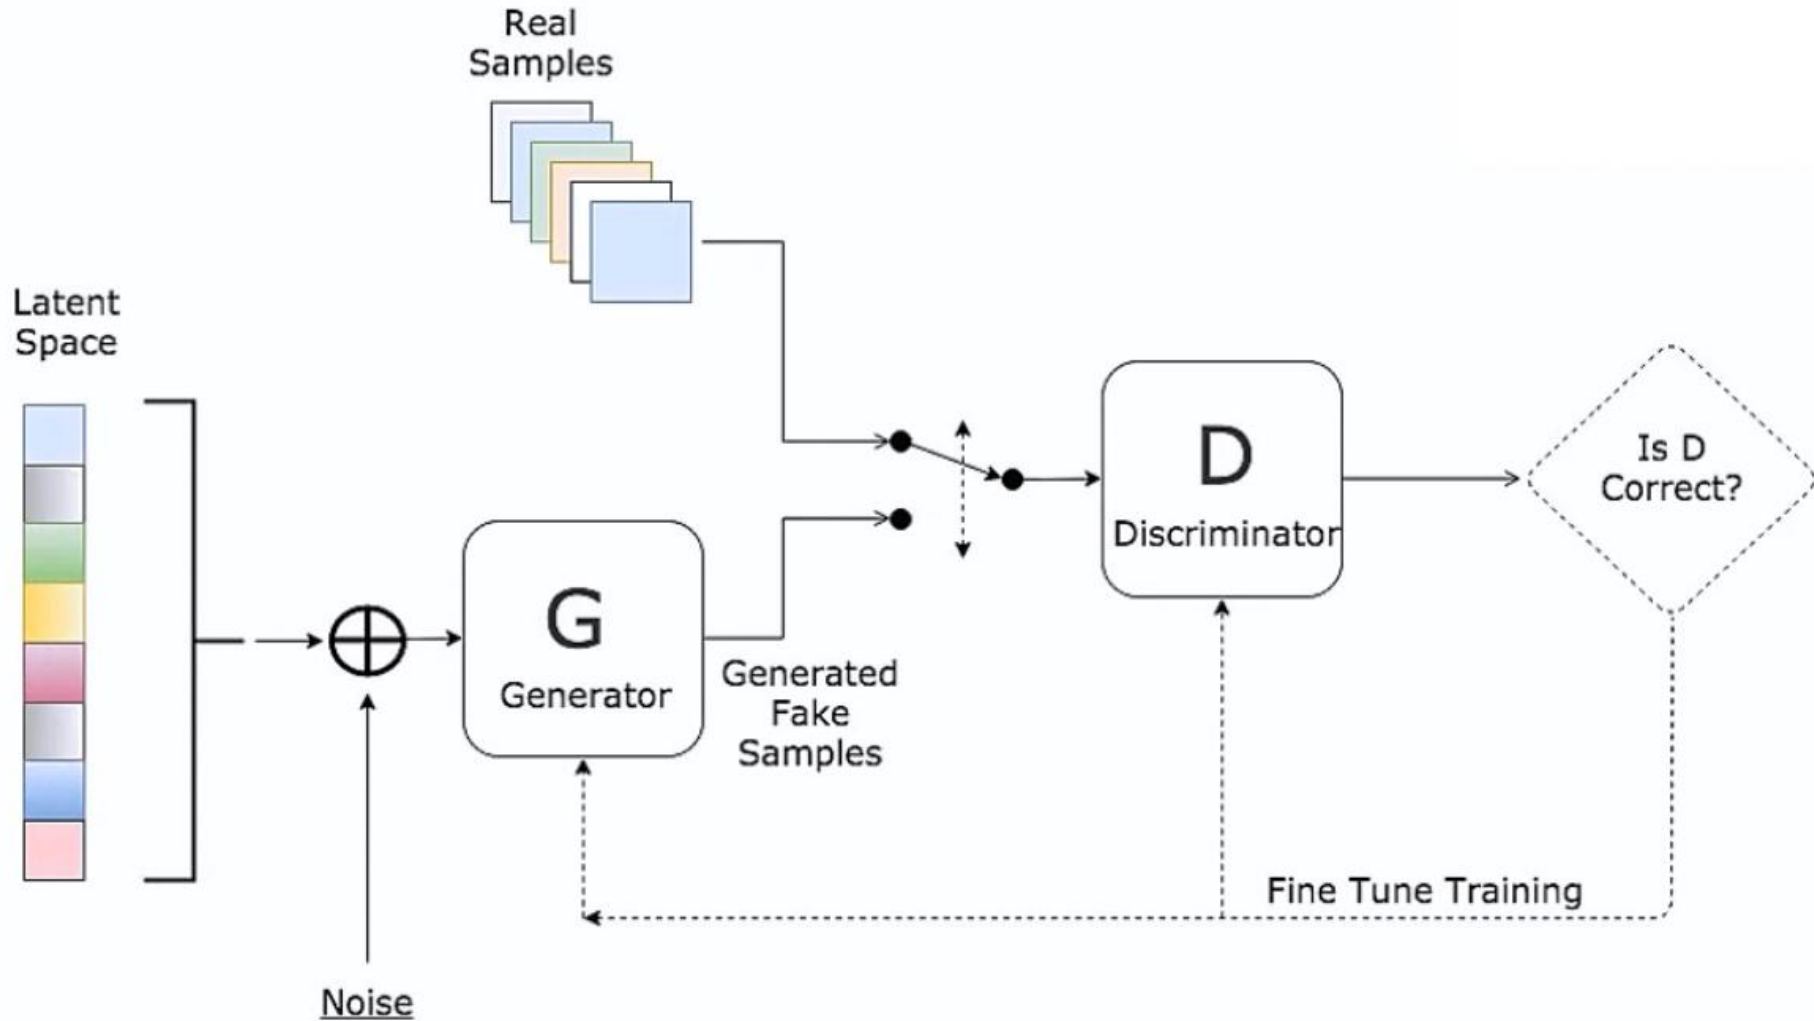 Real
Samples
Latent
Space
G
Generator
Generated
Fake
Samples
D
Discriminator
Is D
Correct?
Fine Tune Training
Noise